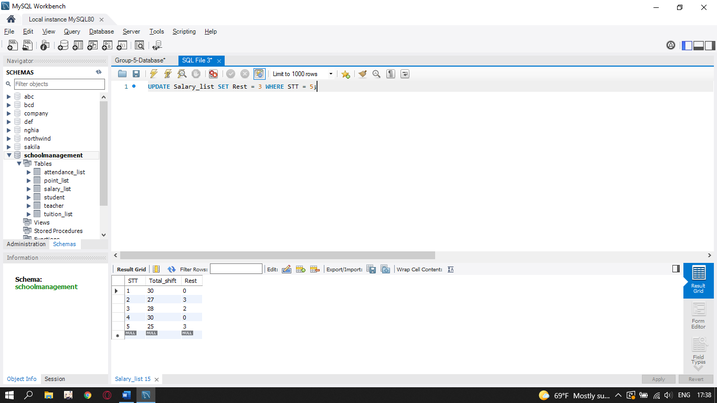 MySQL Workbench
Local instance MySQL80 ×
File Edit View Query Database Server Tools Scripting Help
Navigator
Group-5-Database* SQL File 3* ×
SCHEMAS
Limit to 1000 rows
Filter objects
1 UPDATE Salary_list SET Rest = 3 WHERE STT = 5;
abc
bcd
company
def
nghia
northwind
sakila
schoolmanagement
Tables
attendance_list
point_list
salary_list
student
teacher
tuition_list
Views
Stored Procedures
Functions
Administration Schemas
Information
Schema:
schoolmanagement
Result Grid Filter Rows: Edit: Export/Import: Wrap Cell Content:
STT Total_shift Rest
1 30 0
2 27 3
3 28 2
4 30 0
5 25 3
NULL NULL NULL
Result Grid
Form Editor
Field Types
Object Info Session
Salary_list 15 ×
Apply Revert
69°F Mostly su... ENG 17:38